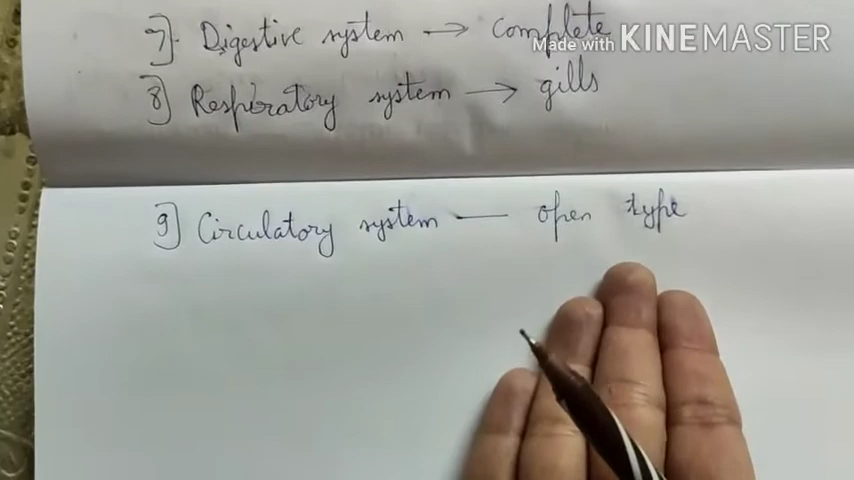 7]. Digestive system → complete
Made with KINEMASTER
8] Respiratory system → gills
9] Circulatory system — open type